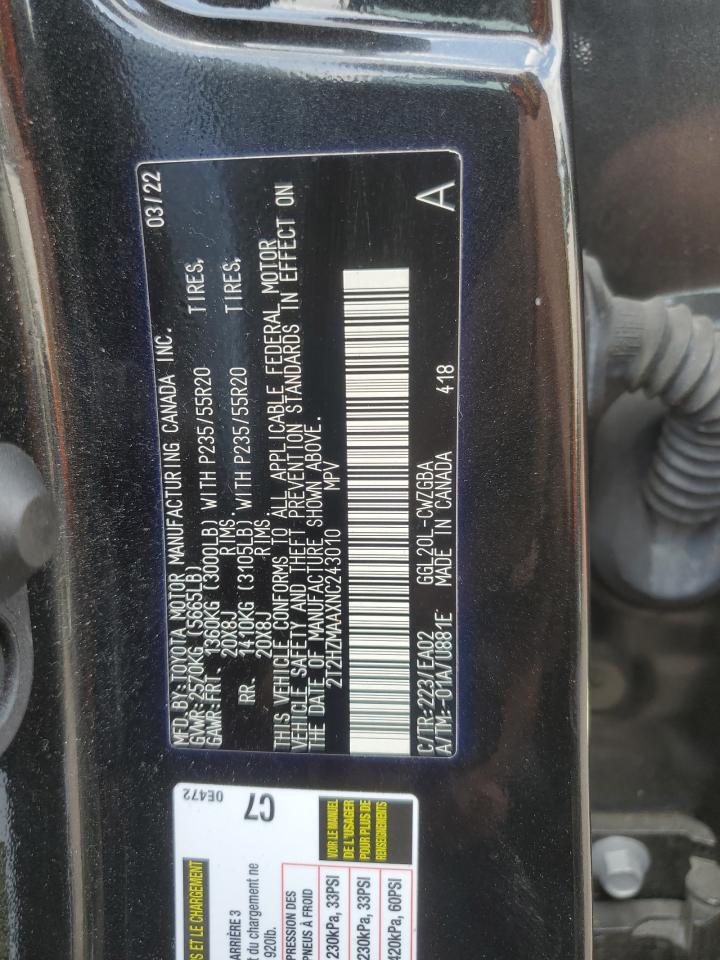 MFD.BY:TOYOTA MOTOR MANUFACTURING CANADA INC. 03/22
GVWR:2570KG (5665LB)
GAWR:FRT. 1360KG (3000LB) WITH P235/55R20 TIRES,
20X8J RIMS.
RR. 1410KG (3105LB) WITH P235/55R20 TIRES,
20X8J RIMS.
THIS VEHICLE CONFORMS TO ALL APPLICABLE FEDERAL MOTOR
VEHICLE SAFETY AND THEFT PREVENTION STANDARDS IN EFFECT ON
THE DATE OF MANUFACTURE SHOWN ABOVE.
2T2HZMAAXNC243010 MPV
C/TR:223/EA02 GGL20L-CWZGBA 418 A
A/TM:-01A/U881E MADE IN CANADA
0E472
C7
S ET LE CHARGEMENT
ARRIÈRE 3
t du chargement ne
920lb.
PRESSION DES
PNEUS À FROID
230kPa, 33PSI
230kPa, 33PSI
420kPa, 60PSI
VOIR LE MANUEL
DE L'USAGER
POUR PLUS DE
RENSEIGNEMENTS